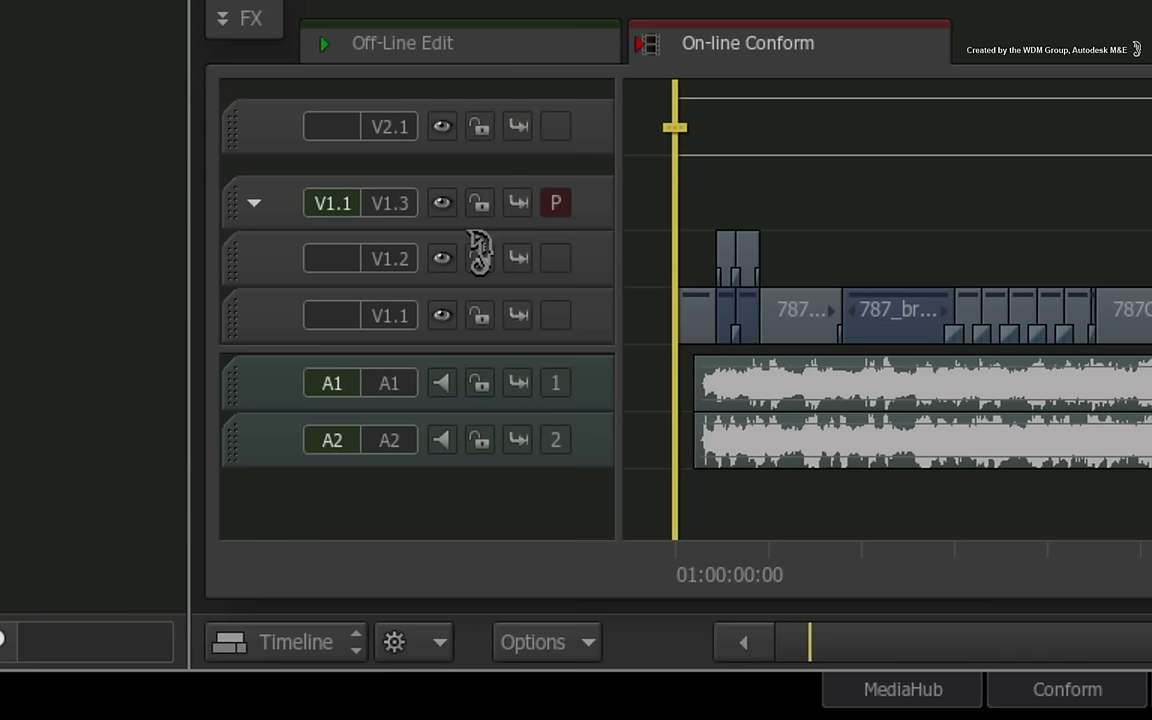 FX
Off-Line Edit
On-line Conform
Created by the WDM Group, Autodesk M&E
V2.1
V1.1 V1.3 P
V1.2
V1.1
787... 787_br... 787
A1 A1 1
A2 A2 2
01:00:00:00
Timeline
Options
MediaHub
Conform